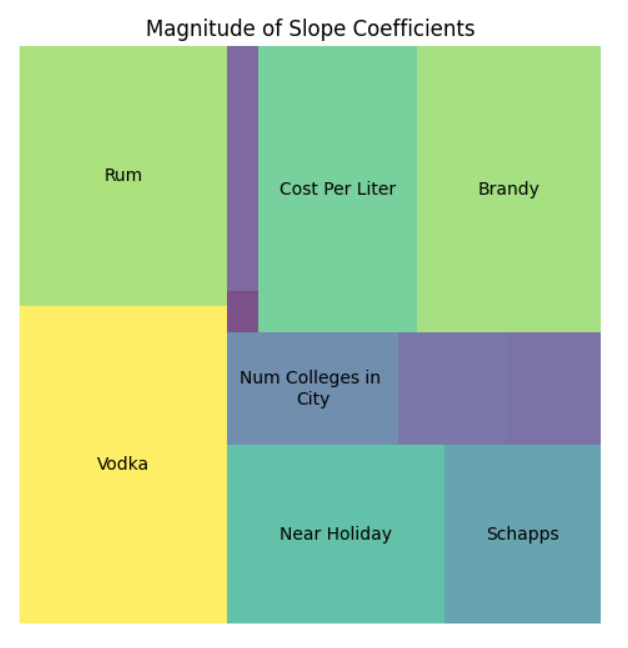 Magnitude of Slope Coefficients
Rum
Cost Per Liter
Brandy
Num Colleges in
City
Vodka
Near Holiday
Schapps